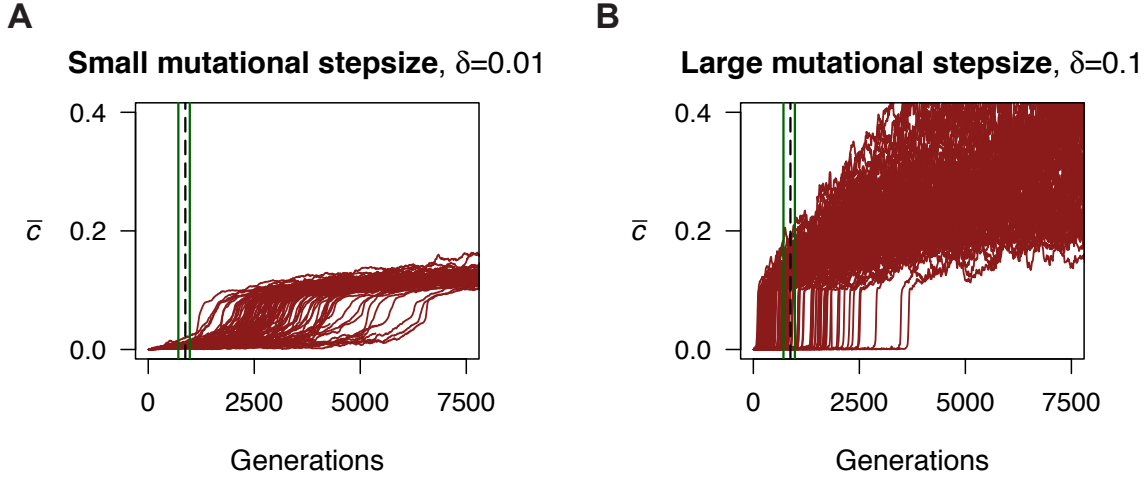 A
Small mutational stepsize, δ=0.01
0.4
0.2
0.0
c̄
0
2500
5000
7500
Generations
B
Large mutational stepsize, δ=0.1
0.4
0.2
0.0
c̄
0
2500
5000
7500
Generations